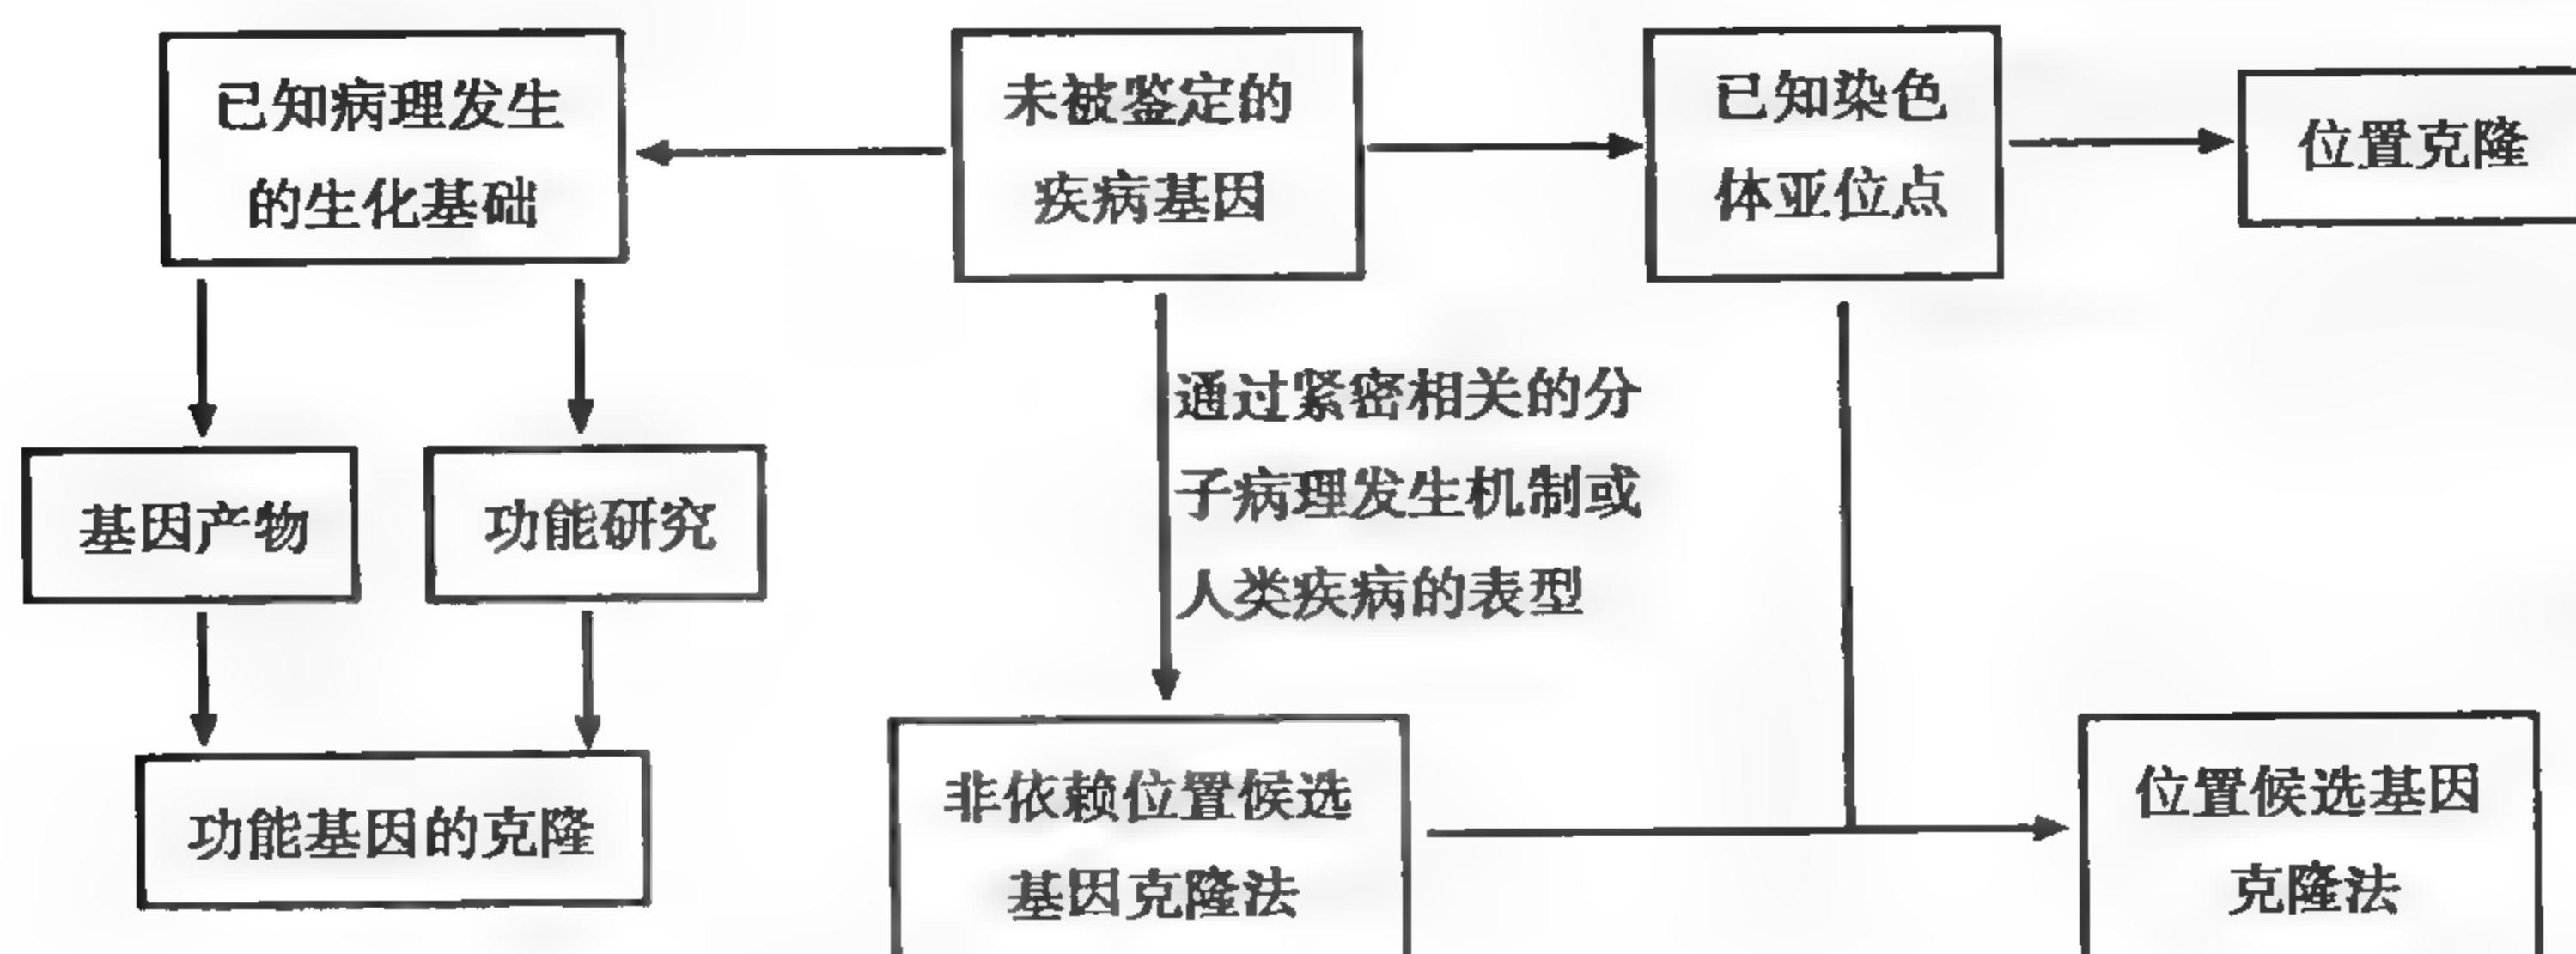 已知病理发生
的生化基础
未被鉴定的
疾病基因
已知染色
体亚位点
位置克隆
通过紧密相关的分
子病理发生机制或
人类疾病的表型
基因产物
功能研究
功能基因的克隆
非依赖位置候选
基因克隆法
位置候选基因
克隆法